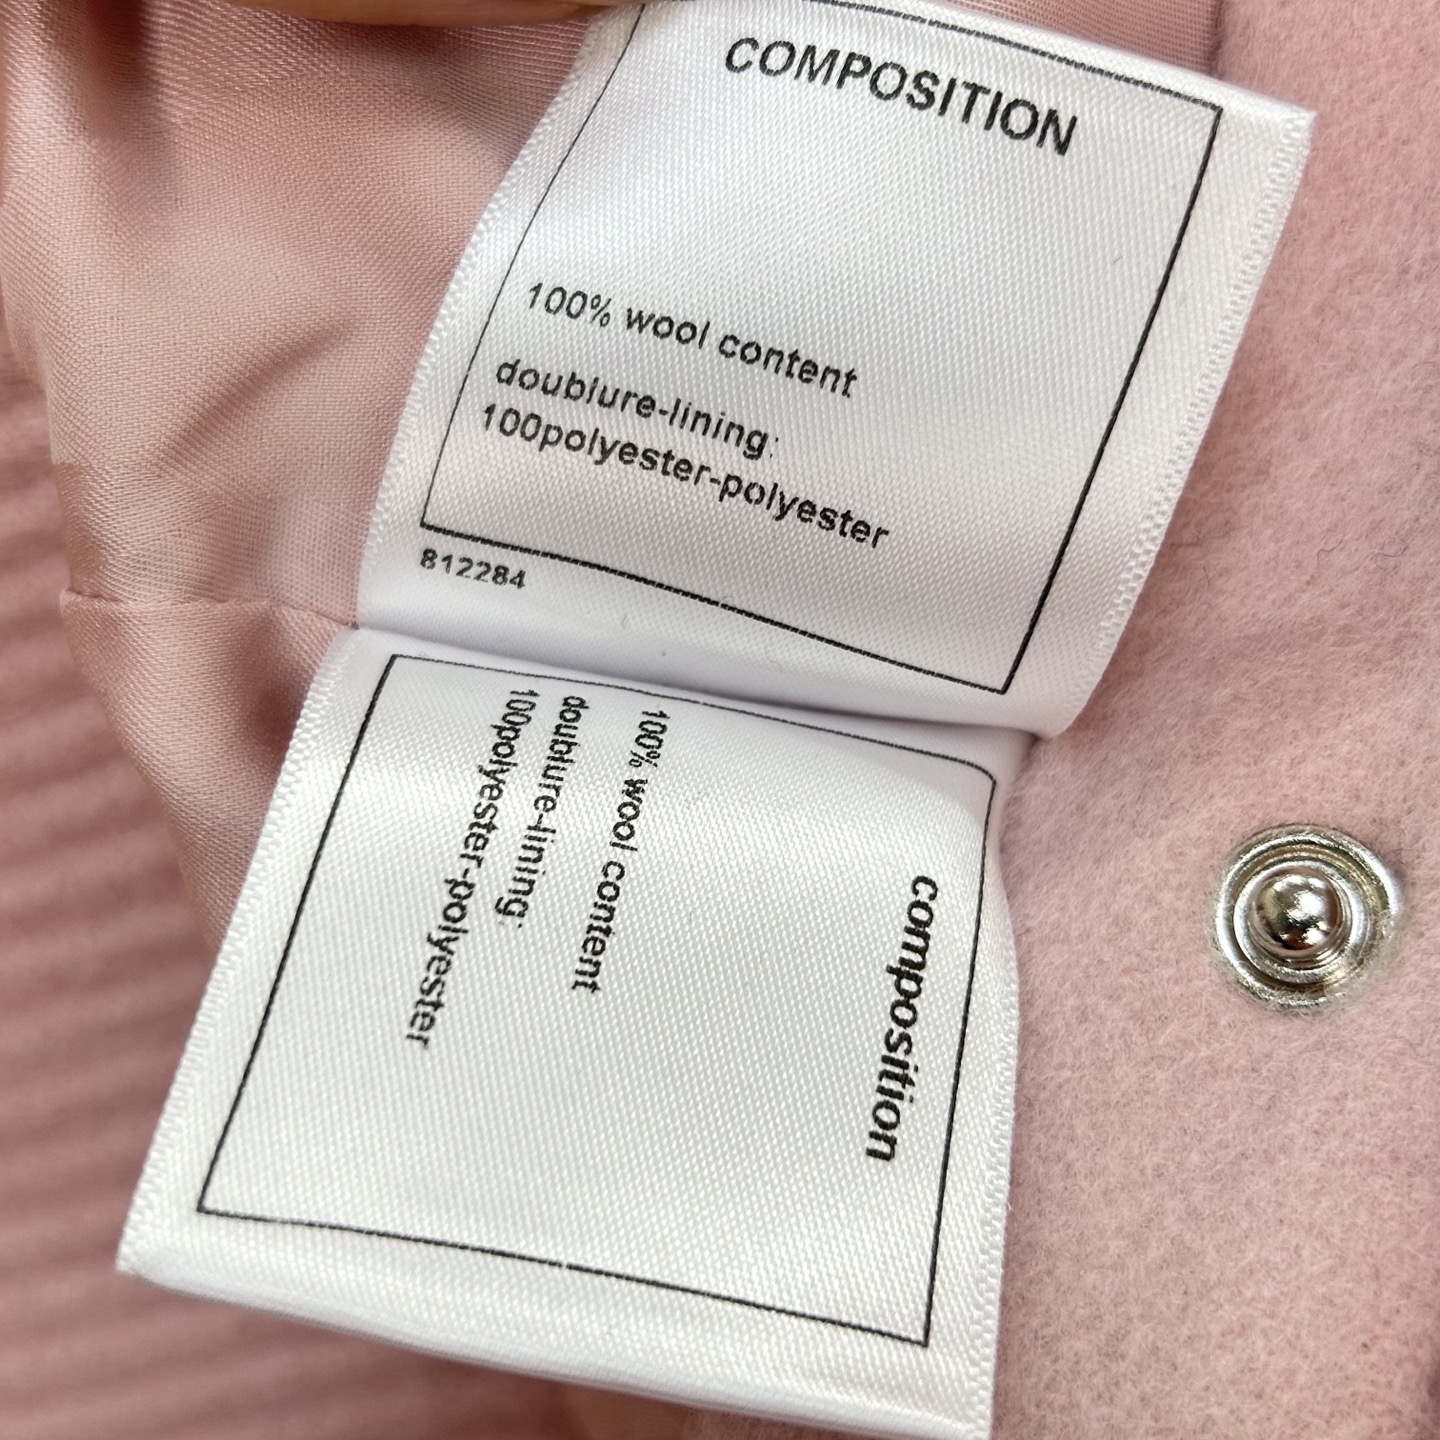 COMPOSITION
100% wool content
doublure-lining:
100polyester-polyester
812284
composition
100% wool content
doublure-lining:
100polyester-polyester